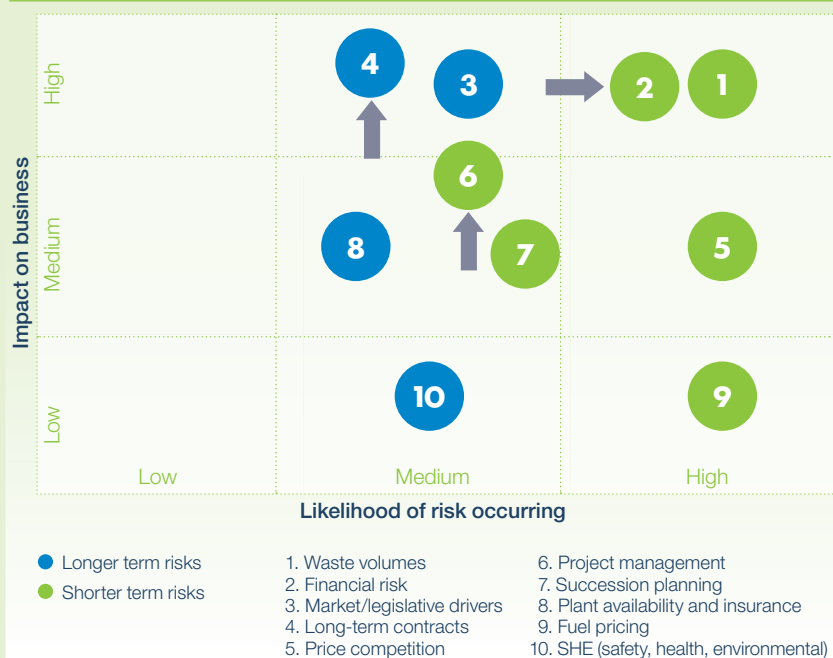 Impact on business
High
Medium
Low
4
3
2
1
6
8
7
5
10
9
Low
Medium
High
Likelihood of risk occurring
Longer term risks
Shorter term risks
1. Waste volumes
2. Financial risk
3. Market/legislative drivers
4. Long-term contracts
5. Price competition
6. Project management
7. Succession planning
8. Plant availability and insurance
9. Fuel pricing
10. SHE (safety, health, environmental)